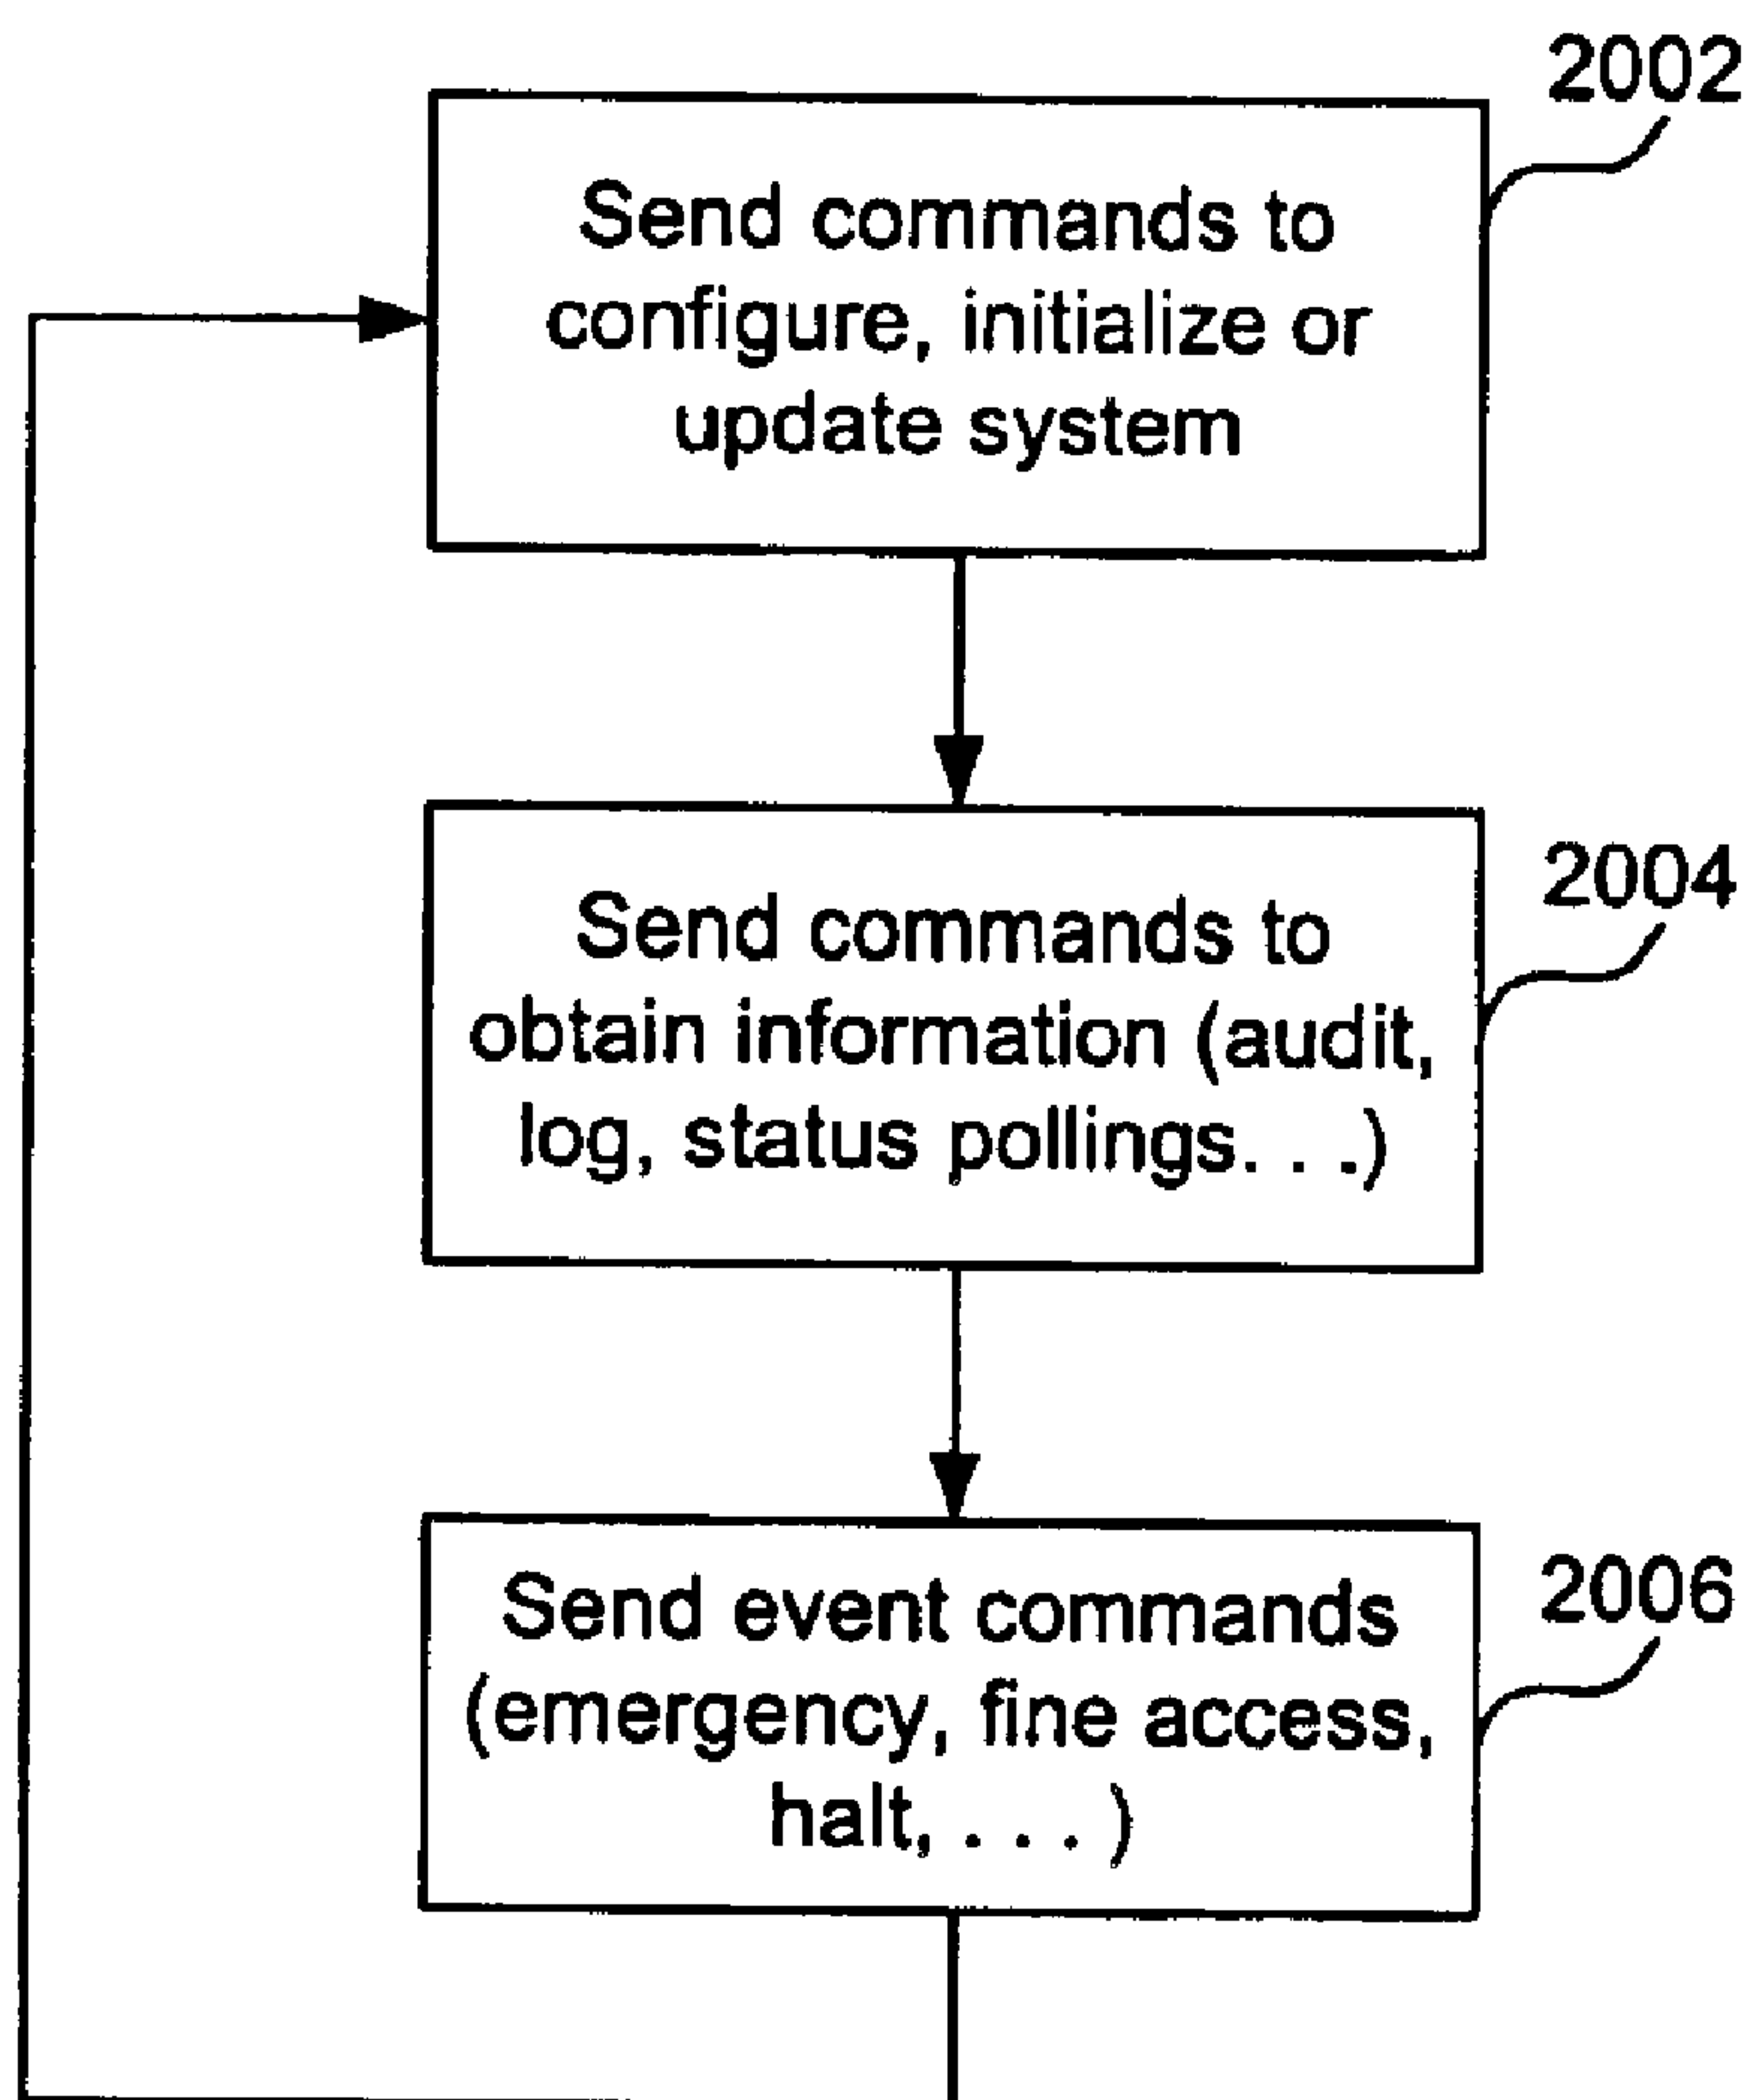 2002
Send commands to
configure, initialize or
update system
2004
Send commands to
obtain information (audit,
log, status pollings. . .)
2006
Send event commands
(emergency, fine access,
halt, . . . )